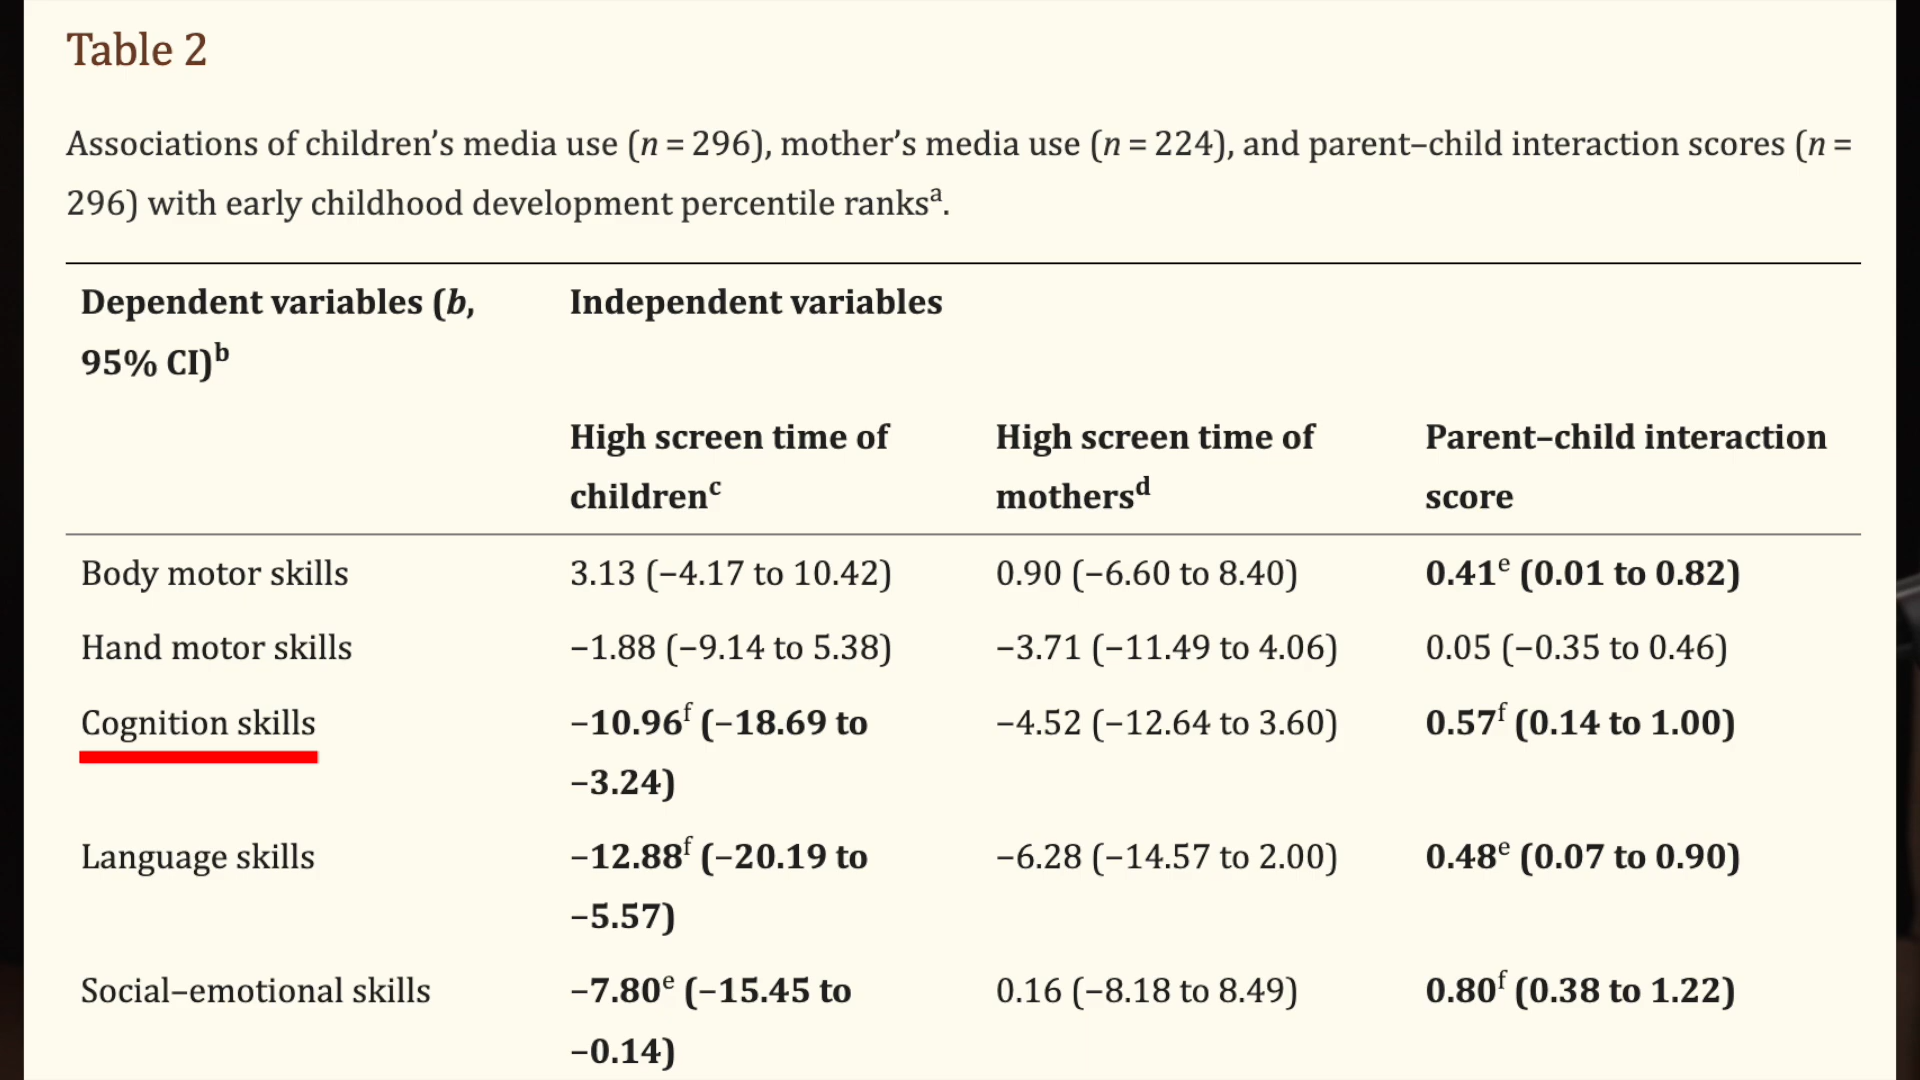 Table 2
Associations of children’s media use (n = 296), mother’s media use (n = 224), and parent–child interaction scores (n =
296) with early childhood development percentile ranksᵃ.
Dependent variables (b, Independent variables
95% CI)ᵇ
High screen time of High screen time of Parent–child interaction
childrenᶜ mothersᵈ score
Body motor skills 3.13 (−4.17 to 10.42) 0.90 (−6.60 to 8.40) 0.41ᵉ (0.01 to 0.82)
Hand motor skills −1.88 (−9.14 to 5.38) −3.71 (−11.49 to 4.06) 0.05 (−0.35 to 0.46)
Cognition skills −10.96ᶠ (−18.69 to −4.52 (−12.64 to 3.60) 0.57ᶠ (0.14 to 1.00)
−3.24)
Language skills −12.88ᶠ (−20.19 to −6.28 (−14.57 to 2.00) 0.48ᵉ (0.07 to 0.90)
−5.57)
Social–emotional skills −7.80ᵉ (−15.45 to 0.16 (−8.18 to 8.49) 0.80ᶠ (0.38 to 1.22)
−0.14)